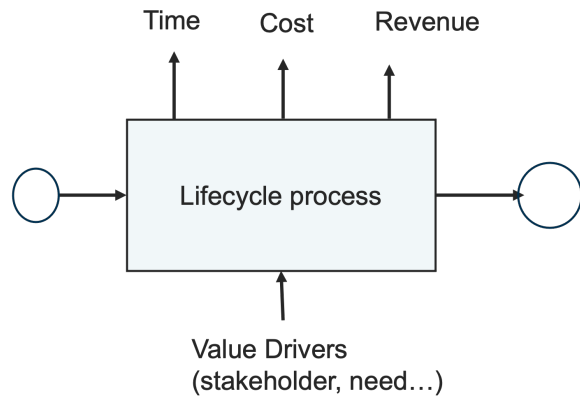 Time
Cost
Revenue
Lifecycle process
Value Drivers
(stakeholder, need…)